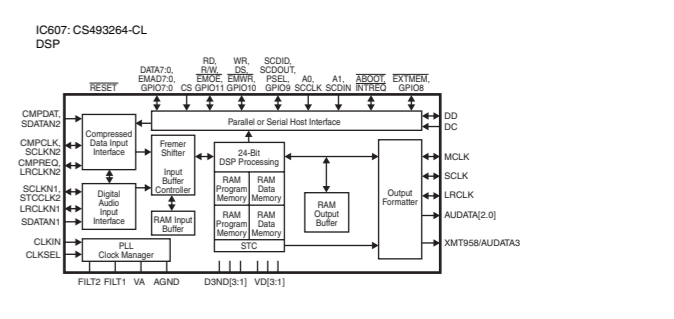 IC607: CS493264-CL
DSP
RD, WR, SCDID,
DATA7:0, R/W, DS, SCDOUT,
EMAD7:0, EMOE, EMWR, PSEL, A0, A1, ABOOT, EXTMEM,
RESET GPIO7:0 CS GPIO11 GPIO10 GPIO9 SCCLK SCDIN INTREQ GPIO8
CMPDAT,
SDATAN2
CMPCLK,
SCLKN2
CMPREQ,
LRCLKN2
SCLKN1,
STCCLK2
LRCLKN1
SDATAN1
CLKIN
CLKSEL
Parallel or Serial Host Interface
Compressed
Data Input
Interface
Digital
Audio
Input
Interface
Fremer
Shifter
Input
Buffer
Controller
RAM Input
Buffer
24-Bit
DSP Processing
RAM
Program
Memory
RAM
Data
Memory
RAM
Program
Memory
RAM
Data
Memory
STC
RAM
Output
Buffer
Output
Formatter
PLL
Clock Manager
DD
DC
MCLK
SCLK
LRCLK
AUDATA[2.0]
XMT958/AUDATA3
FILT2 FILT1 VA AGND D3ND[3:1] VD[3:1]